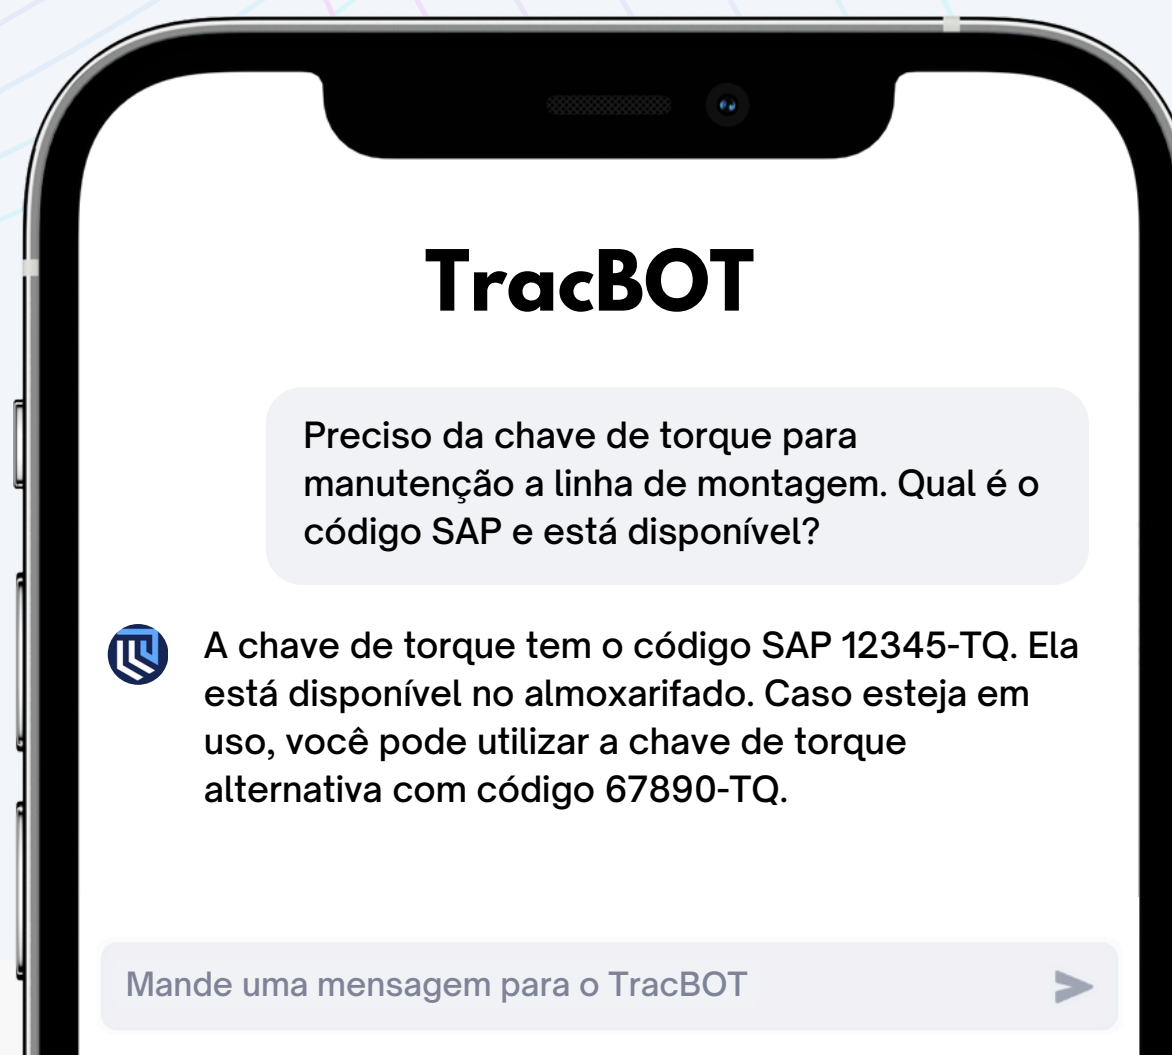 TracBOT
Preciso da chave de torque para
manutenção a linha de montagem. Qual é o
código SAP e está disponível?
A chave de torque tem o código SAP 12345-TQ. Ela
está disponível no almoxarifado. Caso esteja em
uso, você pode utilizar a chave de torque
alternativa com código 67890-TQ.
Mande uma mensagem para o TracBOT